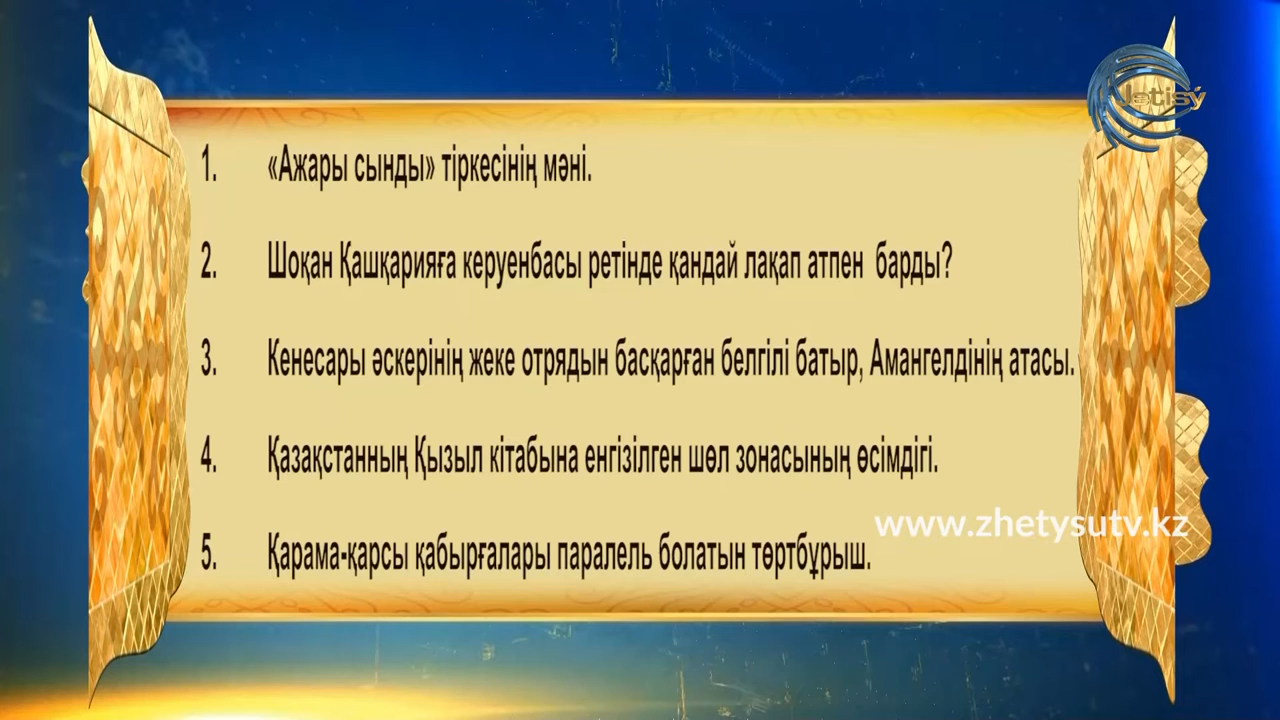 Jetisý
1. «Ажары сынды» тіркесінің мәні.
2. Шоқан Қашқарияға керуенбасы ретінде қандай лақап атпен барды?
3. Кенесары әскерінің жеке отрядын басқарған белгілі батыр, Амангелдінің атасы.
4. Қазақстанның Қызыл кітабына енгізілген шөл зонасының өсімдігі.
www.zhetysutv.kz
5. Қарама-қарсы қабырғалары паралель болатын төртбұрыш.